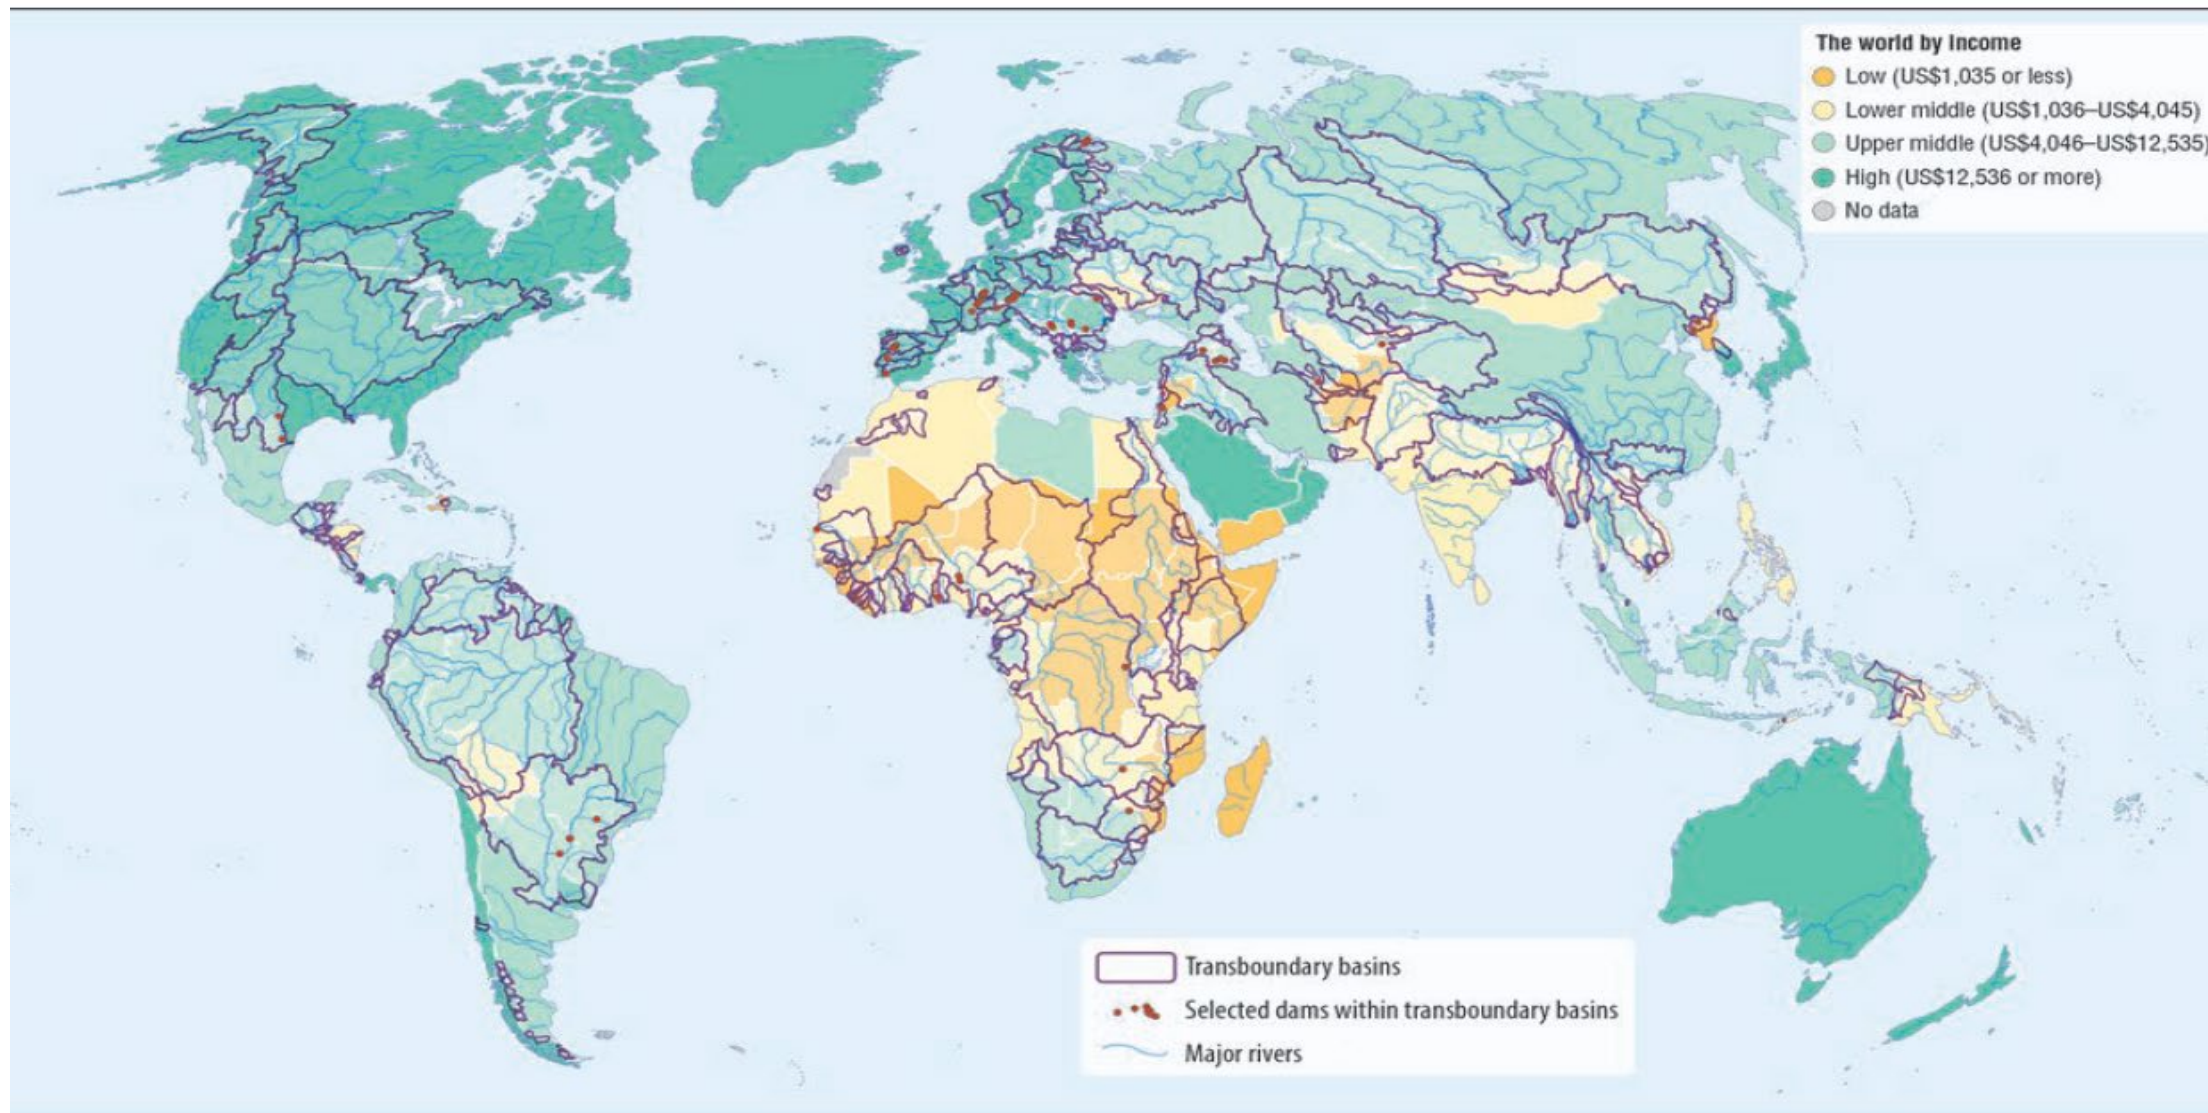 The world by Income
Low (US$1,035 or less)
Lower middle (US$1,036–US$4,045)
Upper middle (US$4,046–US$12,535)
High (US$12,536 or more)
No data
Transboundary basins
Selected dams within transboundary basins
Major rivers